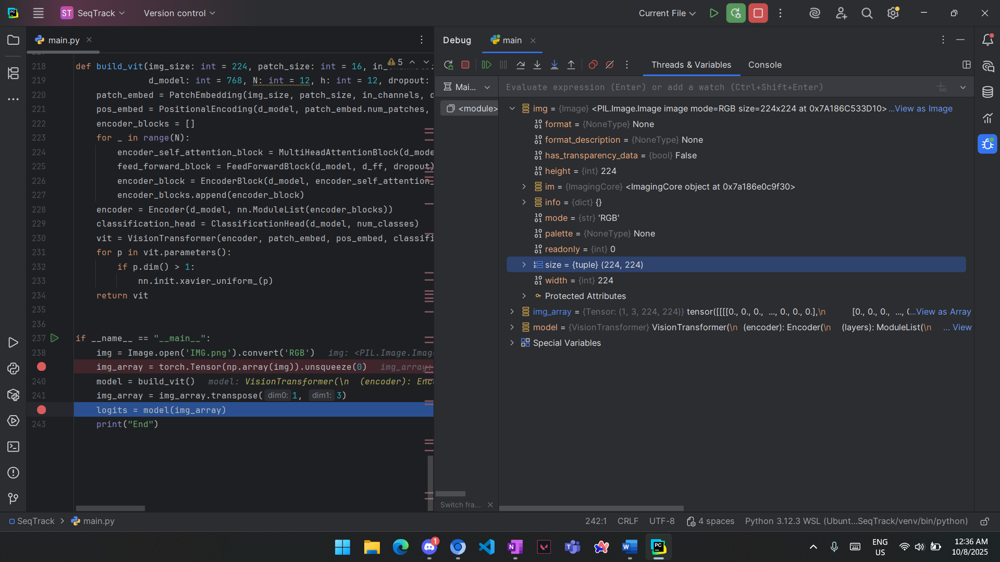 ST SeqTrack Version control Current File
main.py
Debug main
Threads & Variables Console
218 def build_vit(img_size: int = 224, patch_size: int = 16, in_channels: 5
219 d_model: int = 768, N: int = 12, h: int = 12, dropout:
220 patch_embed = PatchEmbedding(img_size, patch_size, in_channels, d
221 pos_embed = PositionalEncoding(d_model, patch_embed.num_patches,
222 encoder_blocks = []
223 for _ in range(N):
224 encoder_self_attention_block = MultiHeadAttentionBlock(d_mode
225 feed_forward_block = FeedForwardBlock(d_model, d_ff, dropout)
226 encoder_block = EncoderBlock(d_model, encoder_self_attention_
227 encoder_blocks.append(encoder_block)
228 encoder = Encoder(d_model, nn.ModuleList(encoder_blocks))
229 classification_head = ClassificationHead(d_model, num_classes)
230 vit = VisionTransformer(encoder, patch_embed, pos_embed, classifi
231 for p in vit.parameters():
232 if p.dim() > 1:
233 nn.init.xavier_uniform_(p)
234 return vit
235
236
237 if __name__ == "__main__":
238 img = Image.open('IMG.png').convert('RGB') img: <PIL.Image.Imag
img_array = torch.Tensor(np.array(img)).unsqueeze(0) img_array:
240 model = build_vit() model: VisionTransformer(\n (encoder): Enc
241 img_array = img_array.transpose( dim0: 1, dim1: 3)
logits = model(img_array)
243 print("End")
Mai...
<module>
Switch fra...
Evaluate expression (Enter) or add a watch (Ctrl+Shift+Enter)
img = {Image} <PIL.Image.Image image mode=RGB size=224x224 at 0x7A186C533D10> ...View as Image
format = {NoneType} None
format_description = {NoneType} None
has_transparency_data = {bool} False
height = {int} 224
im = {ImagingCore} <ImagingCore object at 0x7a186e0c9f30>
info = {dict} {}
mode = {str} 'RGB'
palette = {NoneType} None
readonly = {int} 0
size = {tuple} (224, 224)
width = {int} 224
Protected Attributes
img_array = {Tensor: (1, 3, 224, 224)} tensor([[[[0., 0., 0., ..., 0., 0., 0.],\n [0., 0., 0., ..., ...View as Array
model = {VisionTransformer} VisionTransformer(\n (encoder): Encoder(\n (layers): ModuleList(\n ... View
Special Variables
SeqTrack main.py 242:1 CRLF UTF-8 4 spaces Python 3.12.3 WSL (Ubunt...SeqTrack/venv/bin/python)
1 ENG 12:36 AM
US 10/8/2025